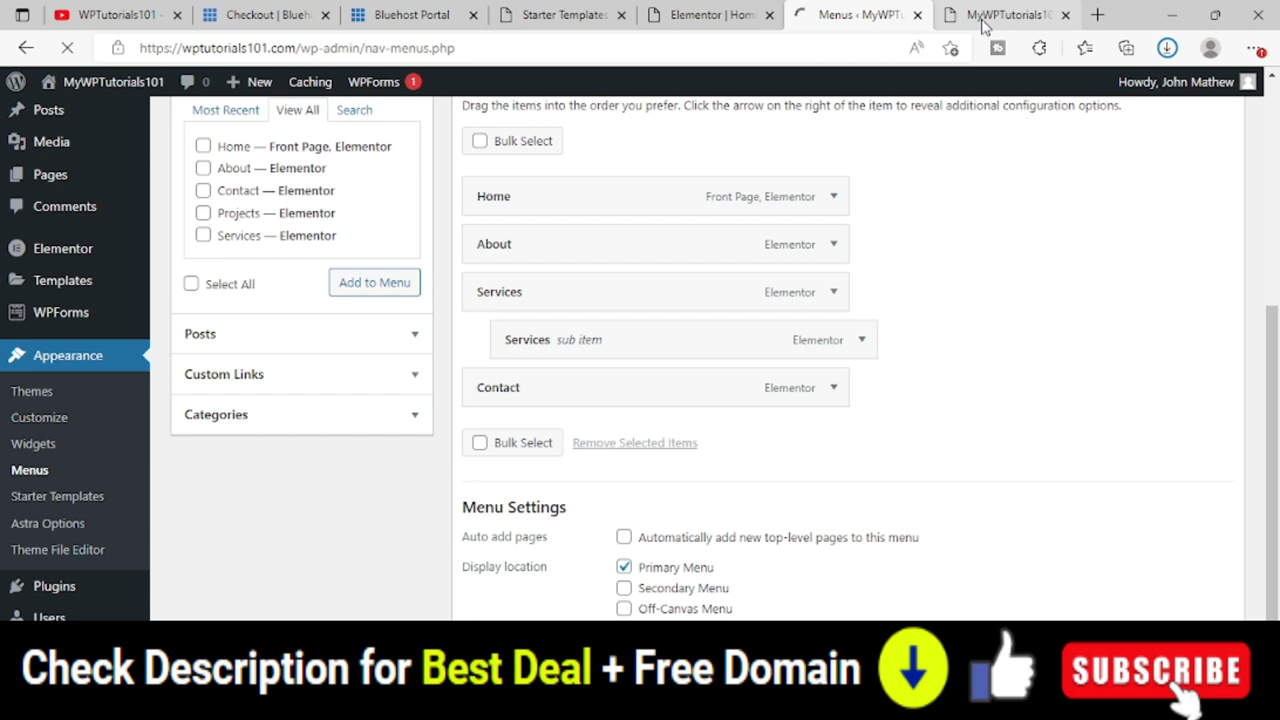 WPTutorials101 -
Checkout | Blueh
Bluehost Portal
Starter Templates
Elementor | Hom
Menus ‹ MyWPTu
MyWPTutorials10
https://wptutorials101.com/wp-admin/nav-menus.php
MyWPTutorials101
0
New
Caching
WPForms 1
Howdy, John Mathew
Posts
Media
Pages
Comments
Elementor
Templates
WPForms
Appearance
Themes
Customize
Widgets
Menus
Starter Templates
Astra Options
Theme File Editor
Plugins
Users
Most Recent
View All
Search
Home — Front Page, Elementor
About — Elementor
Contact — Elementor
Projects — Elementor
Services — Elementor
Select All
Add to Menu
Posts
Custom Links
Categories
Drag the items into the order you prefer. Click the arrow on the right of the item to reveal additional configuration options.
Bulk Select
Home Front Page, Elementor
About Elementor
Services Elementor
Services sub item Elementor
Contact Elementor
Bulk Select Remove Selected Items
Menu Settings
Auto add pages
Automatically add new top-level pages to this menu
Display location
Primary Menu
Secondary Menu
Off-Canvas Menu
Check Description for Best Deal + Free Domain
SUBSCRIBE